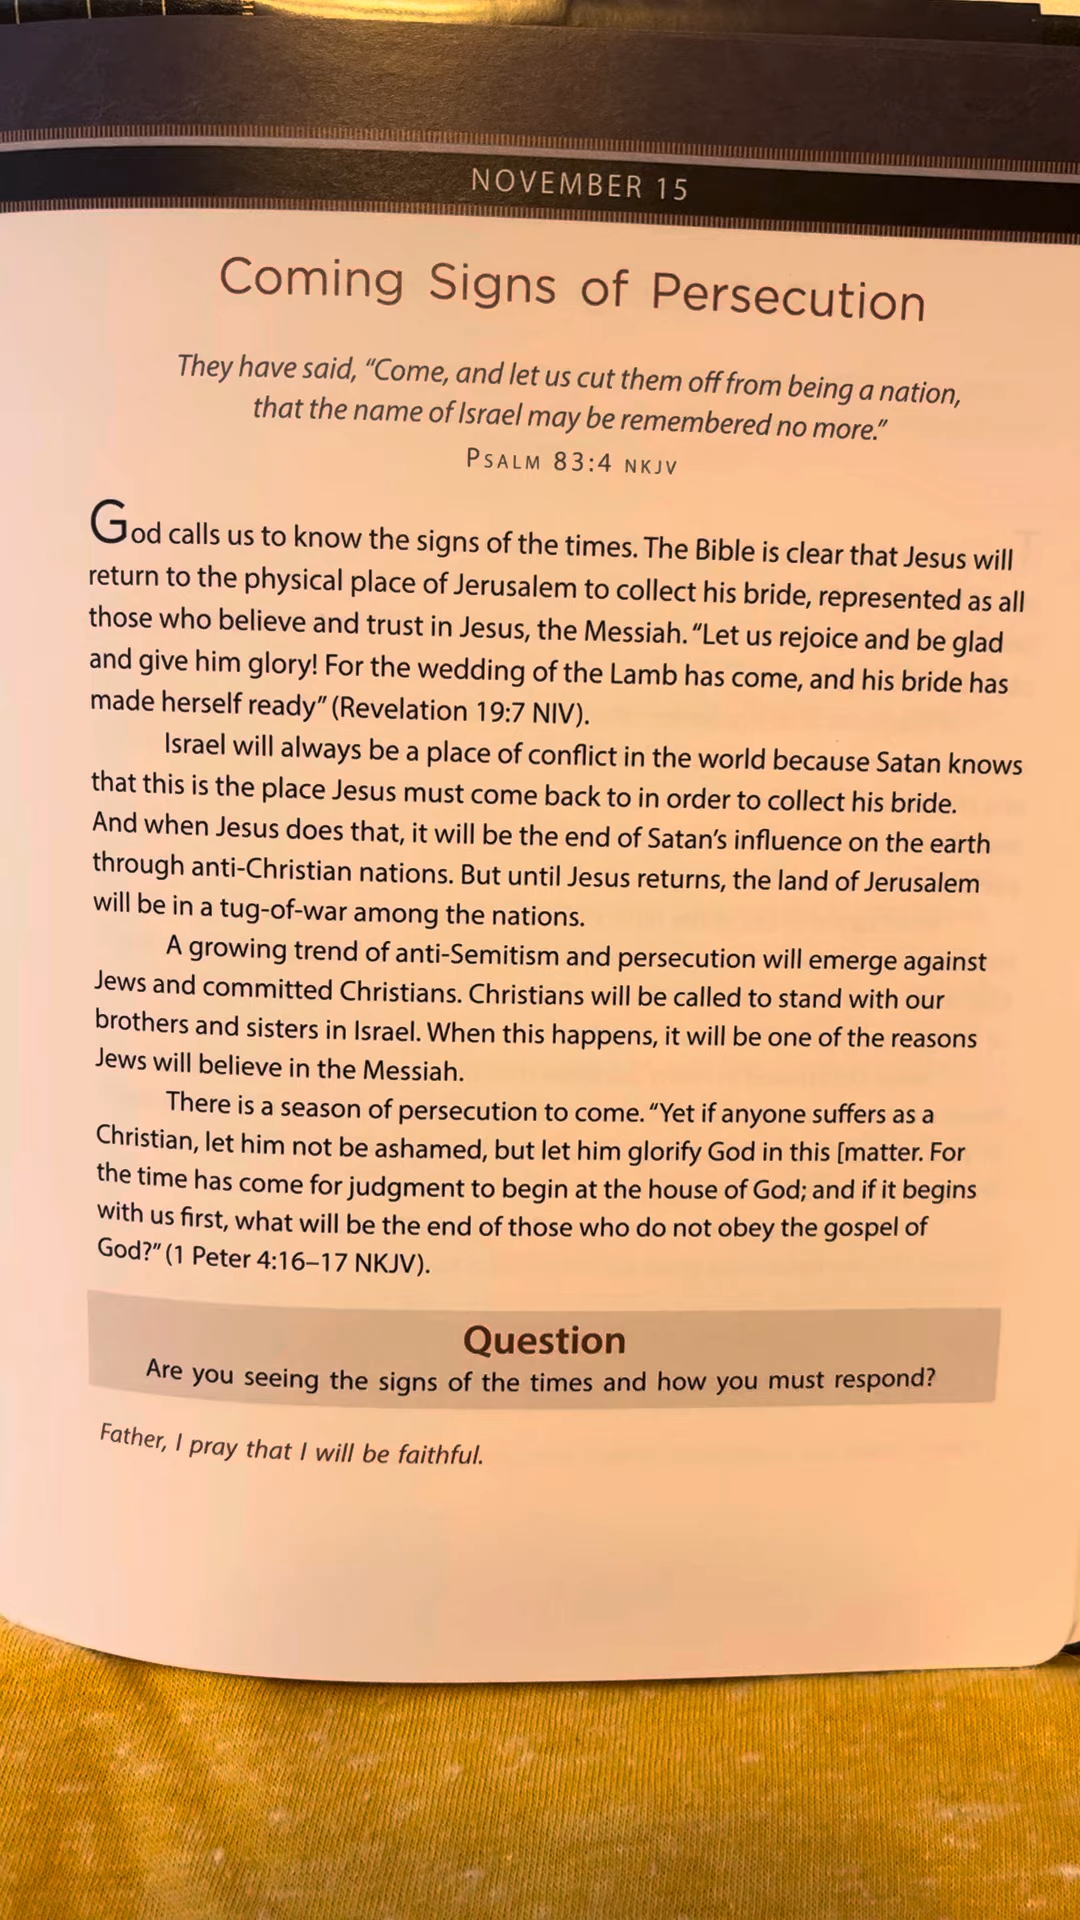 NOVEMBER 15
Coming Signs of Persecution
They have said, “Come, and let us cut them off from being a nation,
that the name of Israel may be remembered no more.”
PSALM 83:4 NKJV
God calls us to know the signs of the times. The Bible is clear that Jesus will
return to the physical place of Jerusalem to collect his bride, represented as all
those who believe and trust in Jesus, the Messiah. “Let us rejoice and be glad
and give him glory! For the wedding of the Lamb has come, and his bride has
made herself ready” (Revelation 19:7 NIV).
Israel will always be a place of conflict in the world because Satan knows
that this is the place Jesus must come back to in order to collect his bride.
And when Jesus does that, it will be the end of Satan’s influence on the earth
through anti-Christian nations. But until Jesus returns, the land of Jerusalem
will be in a tug-of-war among the nations.
A growing trend of anti-Semitism and persecution will emerge against
Jews and committed Christians. Christians will be called to stand with our
brothers and sisters in Israel. When this happens, it will be one of the reasons
Jews will believe in the Messiah.
There is a season of persecution to come. “Yet if anyone suffers as a
Christian, let him not be ashamed, but let him glorify God in this [matter. For
the time has come for judgment to begin at the house of God; and if it begins
with us first, what will be the end of those who do not obey the gospel of
God?” (1 Peter 4:16–17 NKJV).
Question
Are you seeing the signs of the times and how you must respond?
Father, I pray that I will be faithful.